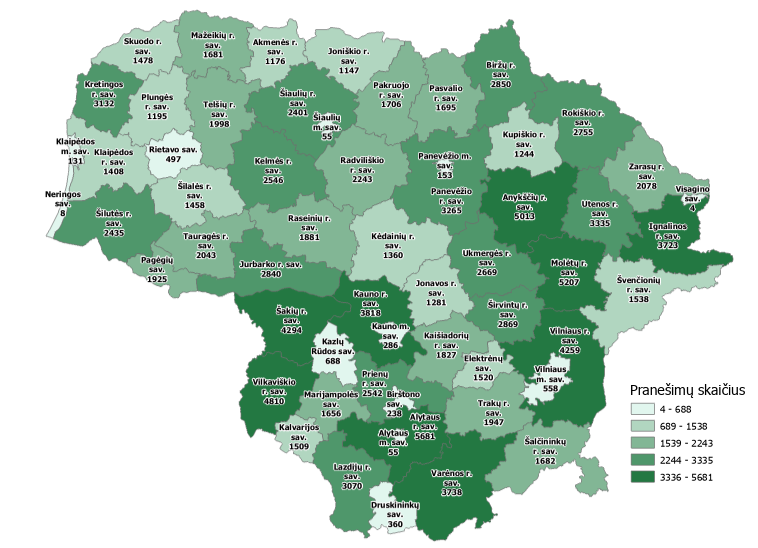 Skuodo r.
sav.
1478
Mažeikių r.
sav.
1681
Akmenės r.
sav.
1176
Joniškio r.
sav.
1147
Kretingos
r. sav.
3132
Plungės
r. sav.
1195
Telšių r.
sav.
1998
Šiaulių r.
sav.
2401
Šiaulių
m. sav.
55
Pakruojo
r. sav.
1706
Pasvalio
r. sav.
1695
Biržų r.
sav.
2850
Rokiškio r.
sav.
2755
Kupiškio r.
sav.
1244
Klaipėdos
m. sav.
131
Klaipėdos
r. sav.
1408
Rietavo sav.
497
Kelmės r.
sav.
2546
Radviliškio
r. sav.
2243
Panevėžio m.
sav.
153
Panevėžio
r. sav.
3265
Zarasų r.
sav.
2078
Visagino
sav.
4
Neringos
sav.
8
Šilutės r.
sav.
2435
Šilalės r.
sav.
1458
Anykščių r.
sav.
5013
Utenos r.
sav.
3335
Ignalinos
r. sav.
3723
Tauragės r.
sav.
2043
Raseinių r.
sav.
1881
Kėdainių r.
sav.
1360
Pagėgių
sav.
1925
Jurbarko r. sav.
2840
Ukmergės r.
sav.
2669
Molėtų r.
sav.
5207
Švenčionių
r. sav.
1538
Jonavos r.
sav.
1281
Kauno r.
sav.
3818
Šakių r.
sav.
4294
Širvintų r.
sav.
2869
Kauno m.
sav.
286
Kazlų
Rūdos sav.
688
Kaišiadorių
r. sav.
1827
Vilniaus r.
sav.
4259
Elektrėnų
sav.
1520
Vilniaus
m. sav.
558
Vilkaviškio
r. sav.
4810
Prienų
r. sav.
2542
Marijampolės
sav.
1656
Birštono
sav.
238
Trakų r.
sav.
1947
Kalvarijos
sav.
1509
Alytaus
r. sav.
5681
Alytaus
m. sav.
55
Šalčininkų
r. sav.
1682
Lazdijų r.
sav.
3070
Varėnos r.
sav.
3738
Druskininkų
sav.
360
Pranešimų skaičius
4 - 688
689 - 1538
1539 - 2243
2244 - 3335
3336 - 5681